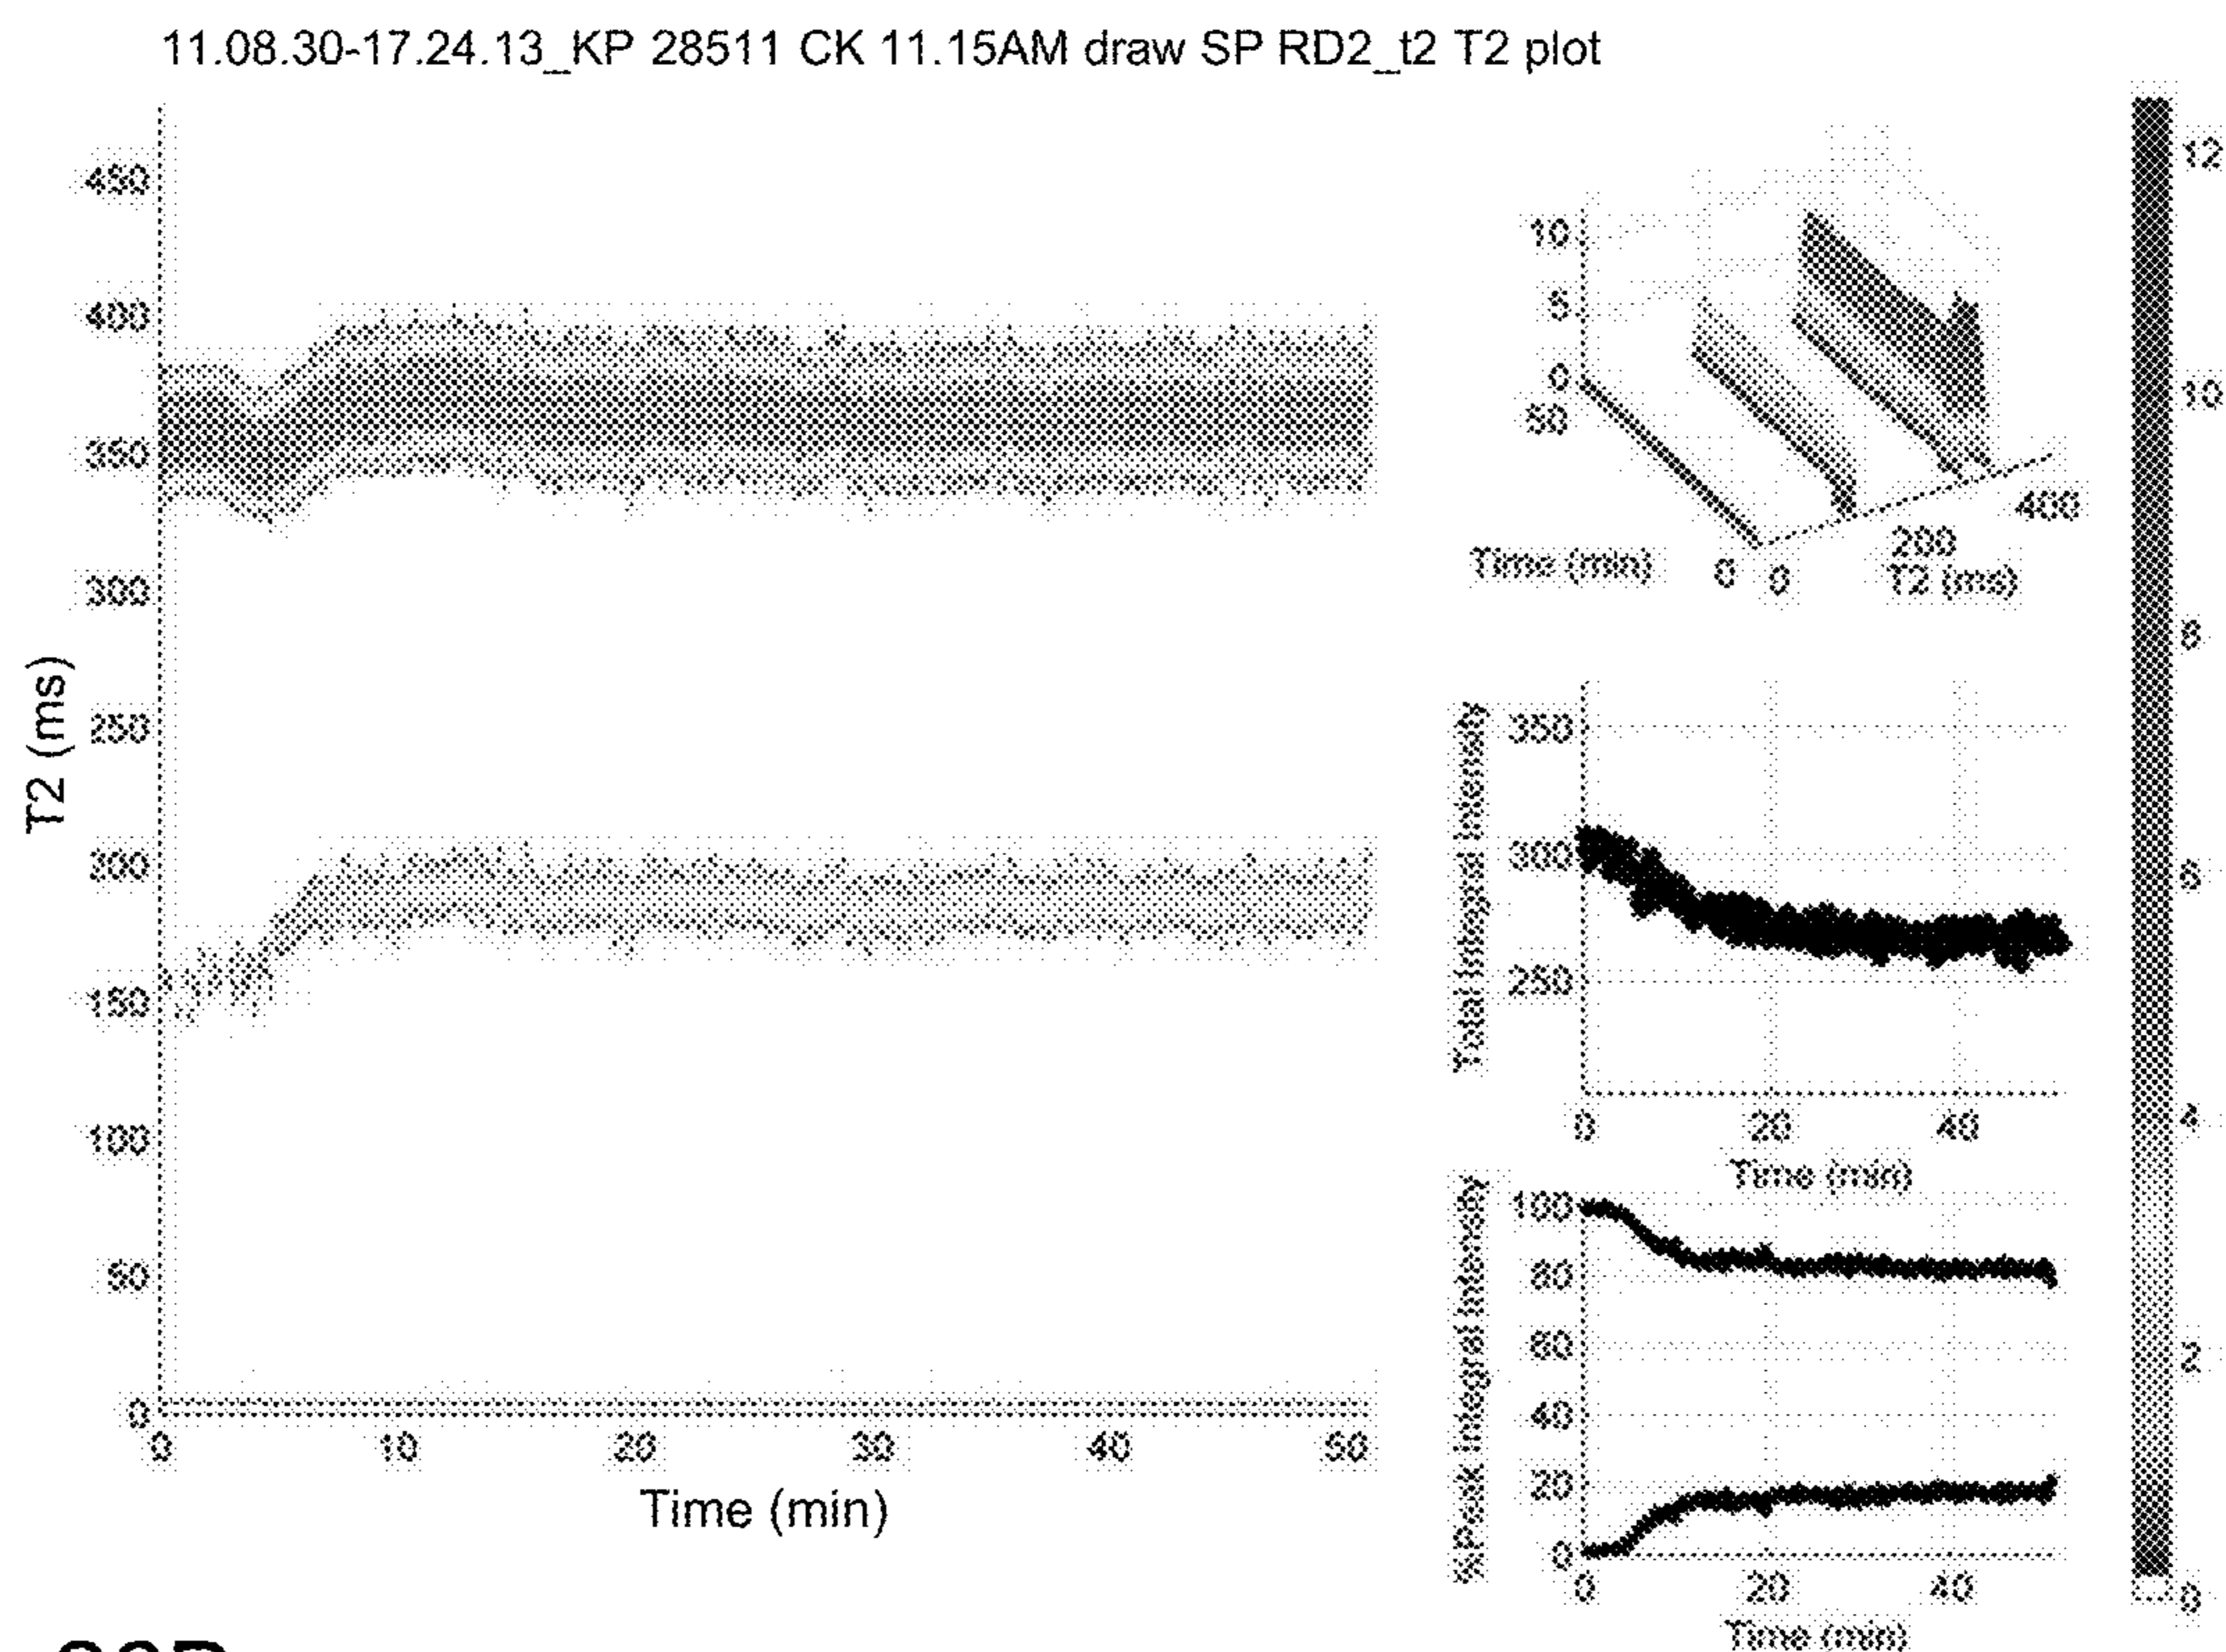 11.08.30-17.24.13_KP 28511 CK 11.15AM draw SP RD2_t2 T2 plot
T2 (ms)
450
400
350
300
250
200
150
100
50
0
0 10 20 30 40 50
Time (min)
10
5
0
50
Time (min)
0 0
200
400
T2 (ms)
Total Integral Intensity
350
300
250
0 20 40
Time (min)
%Peak Integral Intensity
100
80
60
40
20
0
0 20 40
Time (min)
12
10
8
6
4
2
0